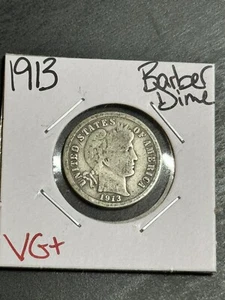 1913
Barber
Dime
UNITED STATES OF AMERICA
1913
VG+